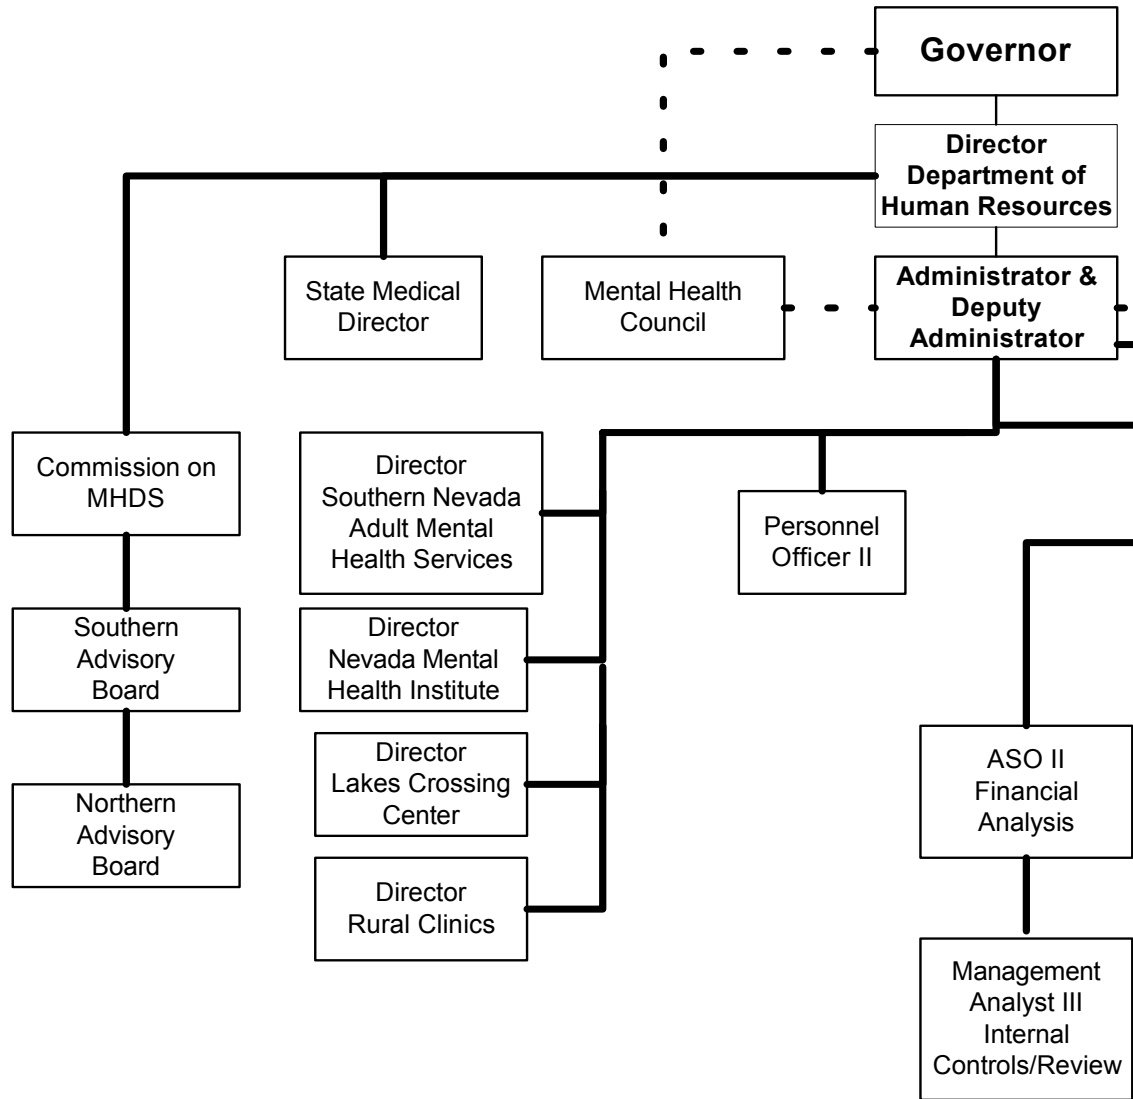 Governor
Director
Department of
Human Resources
State Medical
Director
Mental Health
Council
Administrator &
Deputy
Administrator
Commission on
MHDS
Director
Southern Nevada
Adult Mental
Health Services
Personnel
Officer II
Southern
Advisory
Board
Director
Nevada Mental
Health Institute
Director
Lakes Crossing
Center
ASO II
Financial
Analysis
Northern
Advisory
Board
Director
Rural Clinics
Management
Analyst III
Internal
Controls/Review